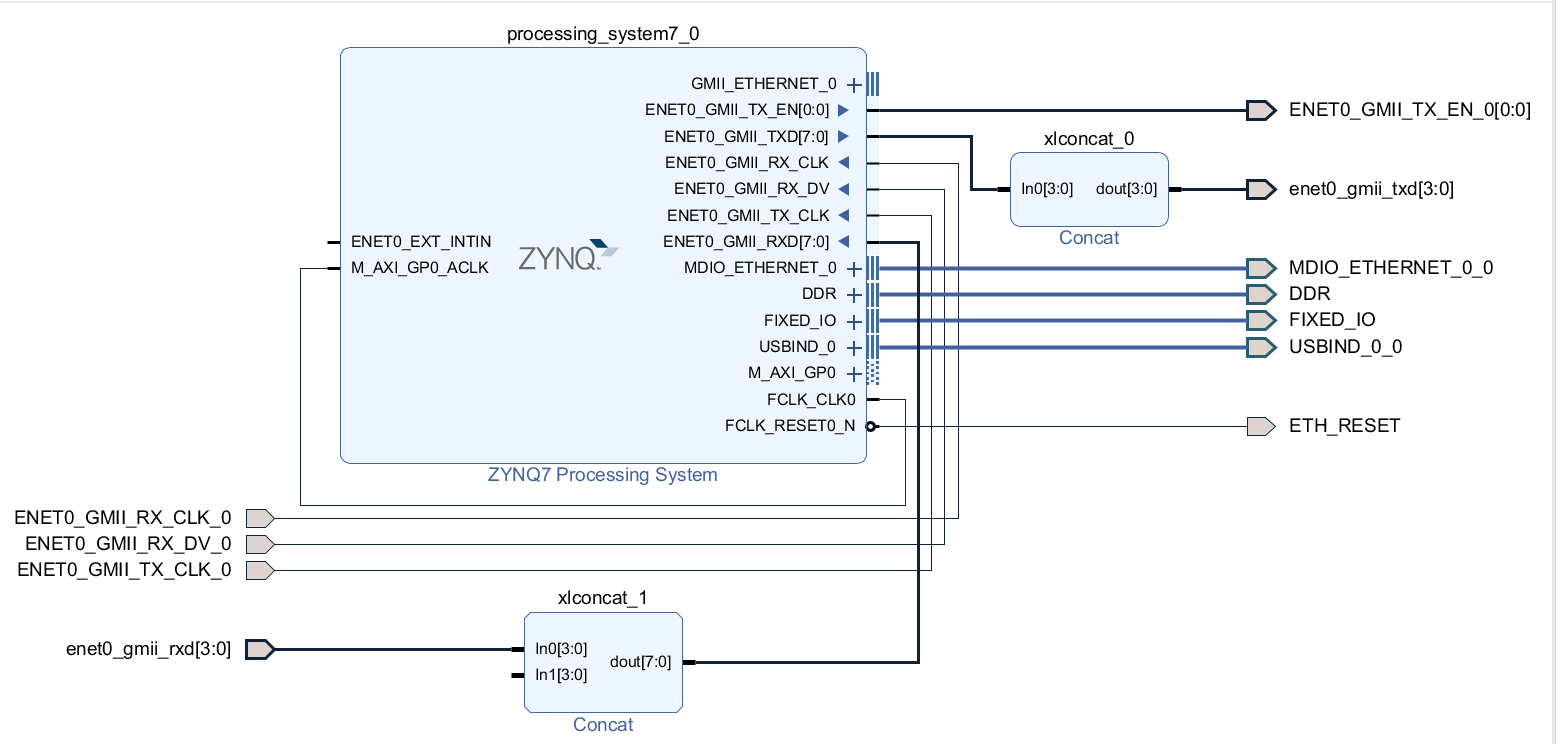 processing_system7_0
GMII_ETHERNET_0
ENET0_GMII_TX_EN[0:0]
ENET0_GMII_TX_EN_0[0:0]
ENET0_GMII_TXD[7:0]
xlconcat_0
ENET0_GMII_RX_CLK
ENET0_GMII_RX_DV
In0[3:0]
dout[3:0]
enet0_gmii_txd[3:0]
ENET0_GMII_TX_CLK
Concat
ENET0_EXT_INTIN
ZYNQ
ENET0_GMII_RXD[7:0]
M_AXI_GP0_ACLK
MDIO_ETHERNET_0
MDIO_ETHERNET_0_0
DDR
DDR
FIXED_IO
FIXED_IO
USBIND_0
USBIND_0_0
M_AXI_GP0
FCLK_CLK0
FCLK_RESET0_N
ETH_RESET
ZYNQ7 Processing System
ENET0_GMII_RX_CLK_0
ENET0_GMII_RX_DV_0
ENET0_GMII_TX_CLK_0
xlconcat_1
enet0_gmii_rxd[3:0]
In0[3:0]
dout[7:0]
In1[3:0]
Concat